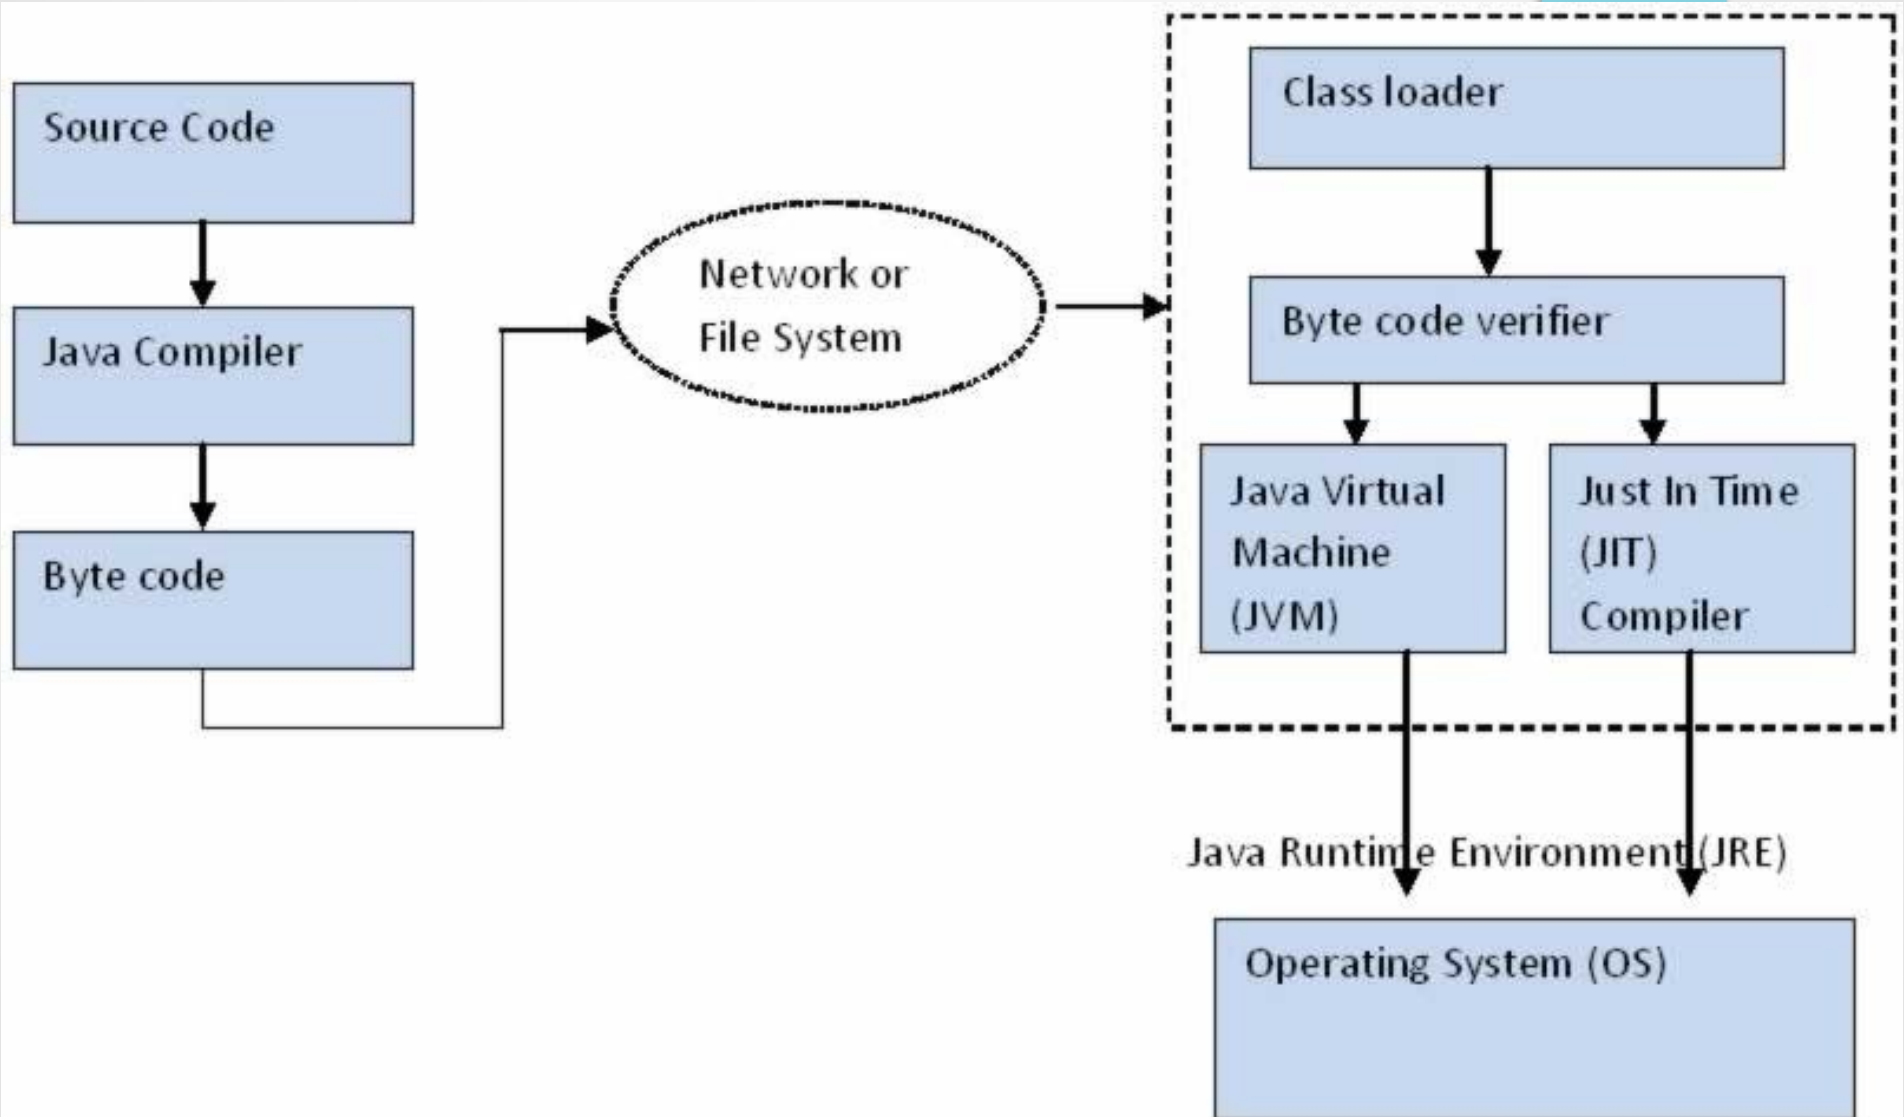 Source Code
Java Compiler
Byte code
Network or
File System
Class loader
Byte code verifier
Java Virtual
Machine
(JVM)
Just In Time
(JIT)
Compiler
Java Runtime Environment (JRE)
Operating System (OS)